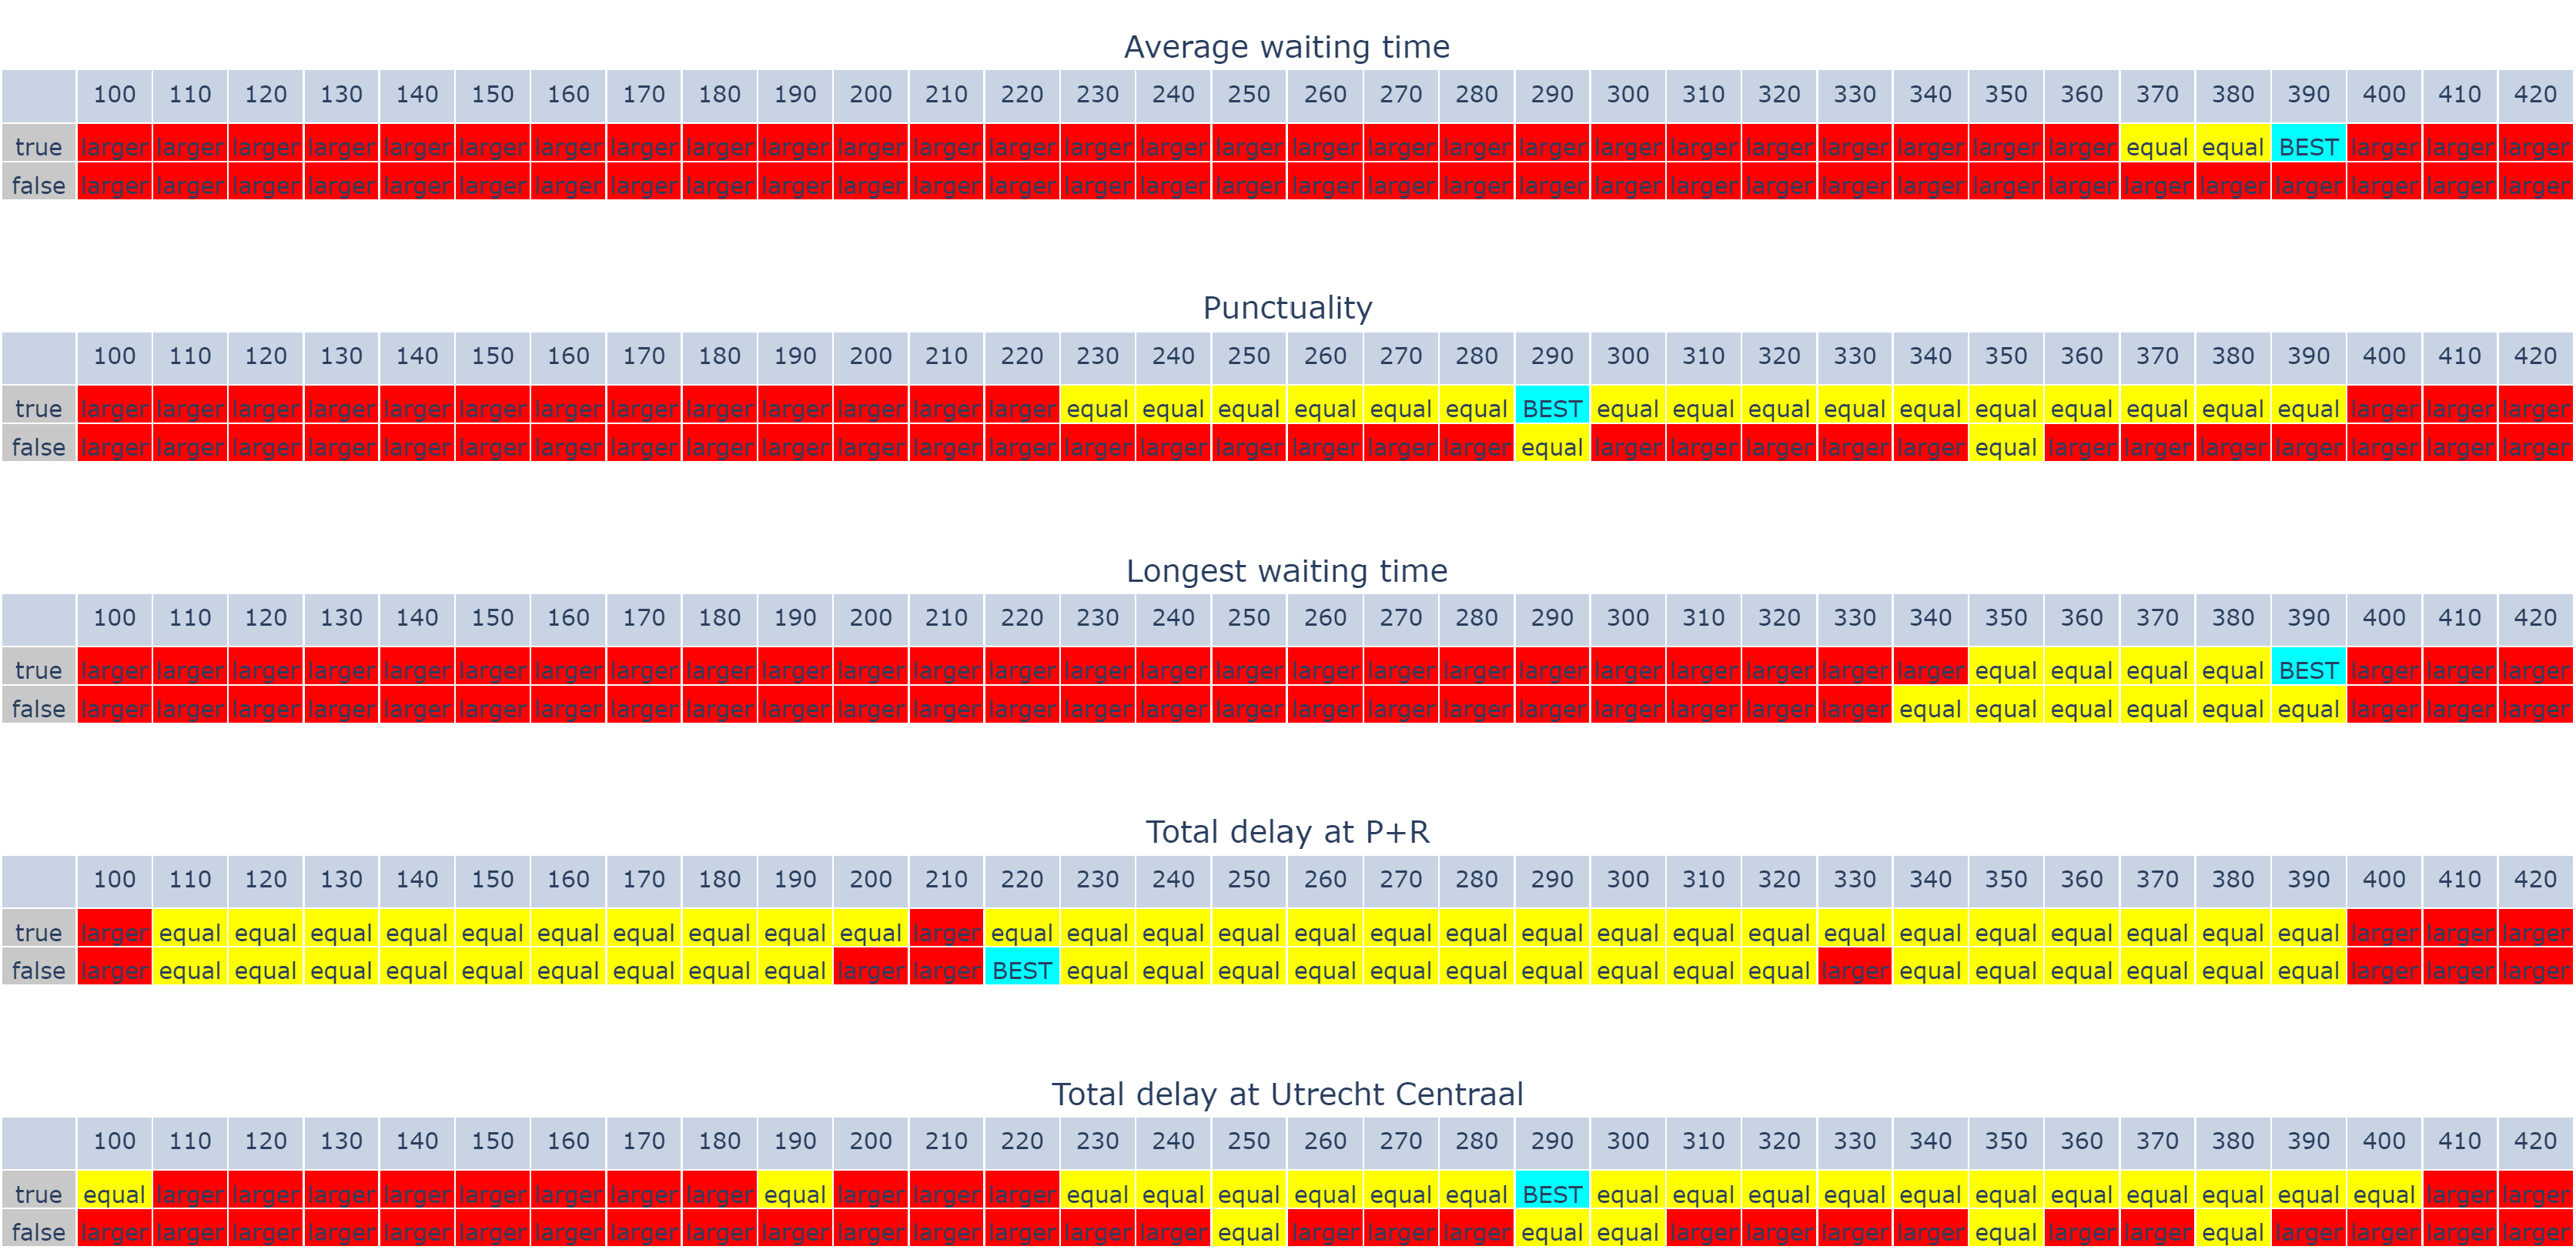 Average waiting time
100 110 120 130 140 150 160 170 180 190 200 210 220 230 240 250 260 270 280 290 300 310 320 330 340 350 360 370 380 390 400 410 420
true larger larger larger larger larger larger larger larger larger larger larger larger larger larger larger larger larger larger larger larger larger larger larger larger larger larger larger equal equal BEST larger larger larger
false larger larger larger larger larger larger larger larger larger larger larger larger larger larger larger larger larger larger larger larger larger larger larger larger larger larger larger larger larger larger larger larger larger
Punctuality
100 110 120 130 140 150 160 170 180 190 200 210 220 230 240 250 260 270 280 290 300 310 320 330 340 350 360 370 380 390 400 410 420
true larger larger larger larger larger larger larger larger larger larger larger larger larger equal equal equal equal equal equal BEST equal equal equal equal equal equal equal equal equal equal larger larger larger
false larger larger larger larger larger larger larger larger larger larger larger larger larger larger larger larger larger larger larger equal larger larger larger larger larger equal larger larger larger larger larger larger larger
Longest waiting time
100 110 120 130 140 150 160 170 180 190 200 210 220 230 240 250 260 270 280 290 300 310 320 330 340 350 360 370 380 390 400 410 420
true larger larger larger larger larger larger larger larger larger larger larger larger larger larger larger larger larger larger larger larger larger larger larger larger larger equal equal equal equal BEST larger larger larger
false larger larger larger larger larger larger larger larger larger larger larger larger larger larger larger larger larger larger larger larger larger larger larger larger equal equal equal equal equal equal larger larger larger
Total delay at P+R
100 110 120 130 140 150 160 170 180 190 200 210 220 230 240 250 260 270 280 290 300 310 320 330 340 350 360 370 380 390 400 410 420
true larger equal equal equal equal equal equal equal equal equal equal larger equal equal equal equal equal equal equal equal equal equal equal equal equal equal equal equal equal equal larger larger larger
false larger equal equal equal equal equal equal equal equal equal larger larger BEST equal equal equal equal equal equal equal equal equal equal larger equal equal equal equal equal equal larger larger larger
Total delay at Utrecht Centraal
100 110 120 130 140 150 160 170 180 190 200 210 220 230 240 250 260 270 280 290 300 310 320 330 340 350 360 370 380 390 400 410 420
true equal larger larger larger larger larger larger larger larger equal larger larger larger equal equal equal equal equal equal BEST equal equal equal equal equal equal equal equal equal equal equal larger larger
false larger larger larger larger larger larger larger larger larger larger larger larger larger larger larger equal larger larger larger equal equal larger larger larger larger equal larger larger equal larger larger larger larger